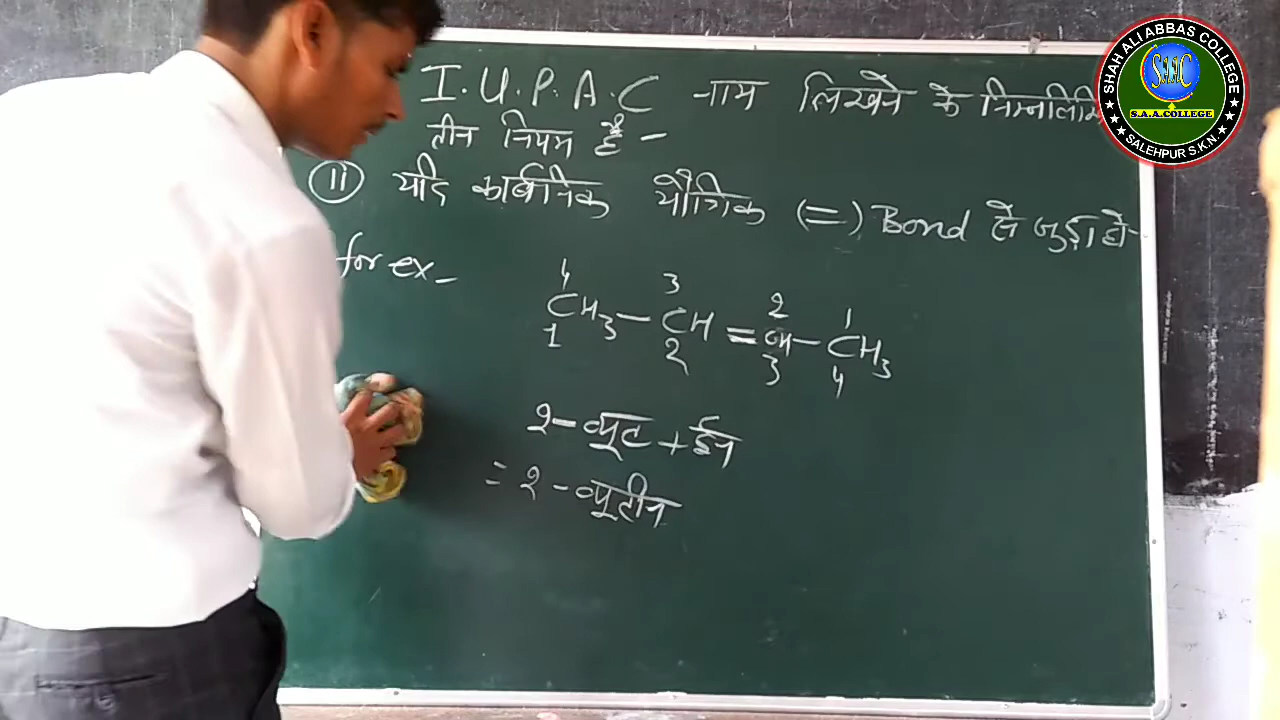 I.U.P.A.C नाम लिखने के निम्नलिखि
तीन नियम हैं -
(ii) यदि कार्बनिक यौगिक (=) Bond से जुड़ा हो-
for ex -
4 3 2 1
CH3 - CH = CH - CH3
1 2 3 4
2 - ब्यूट + ईन
= 2 - ब्यूटीन
SHAH ALI ABBAS COLLEGE
SAAC
S.A.A.COLLEGE
SALEHPUR S.K.N.